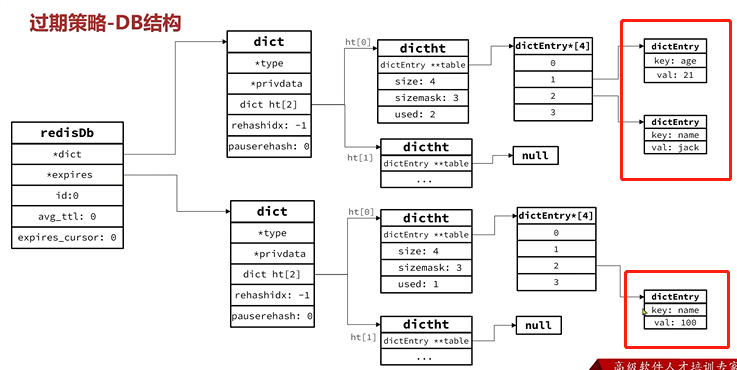 过期策略-DB结构
redisDb
*dict
*expires
id:0
avg_ttl: 0
expires_cursor: 0
dict
*type
*privdata
dict ht[2]
rehashidx: -1
pauserehash: 0
ht[0]
dictht
dictEntry **table
size: 4
sizemask: 3
used: 2
dictEntry*[4]
0
1
2
3
dictEntry
key: age
val: 21
dictEntry
key: name
val: jack
ht[1]
dictht
dictEntry **table
...
null
dict
*type
*privdata
dict ht[2]
rehashidx: -1
pauserehash: 0
ht[0]
dictht
dictEntry **table
size: 4
sizemask: 3
used: 1
dictEntry*[4]
0
1
2
3
dictEntry
key: name
val: 100
ht[1]
dictht
dictEntry **table
...
null
高级软件人才培训专家